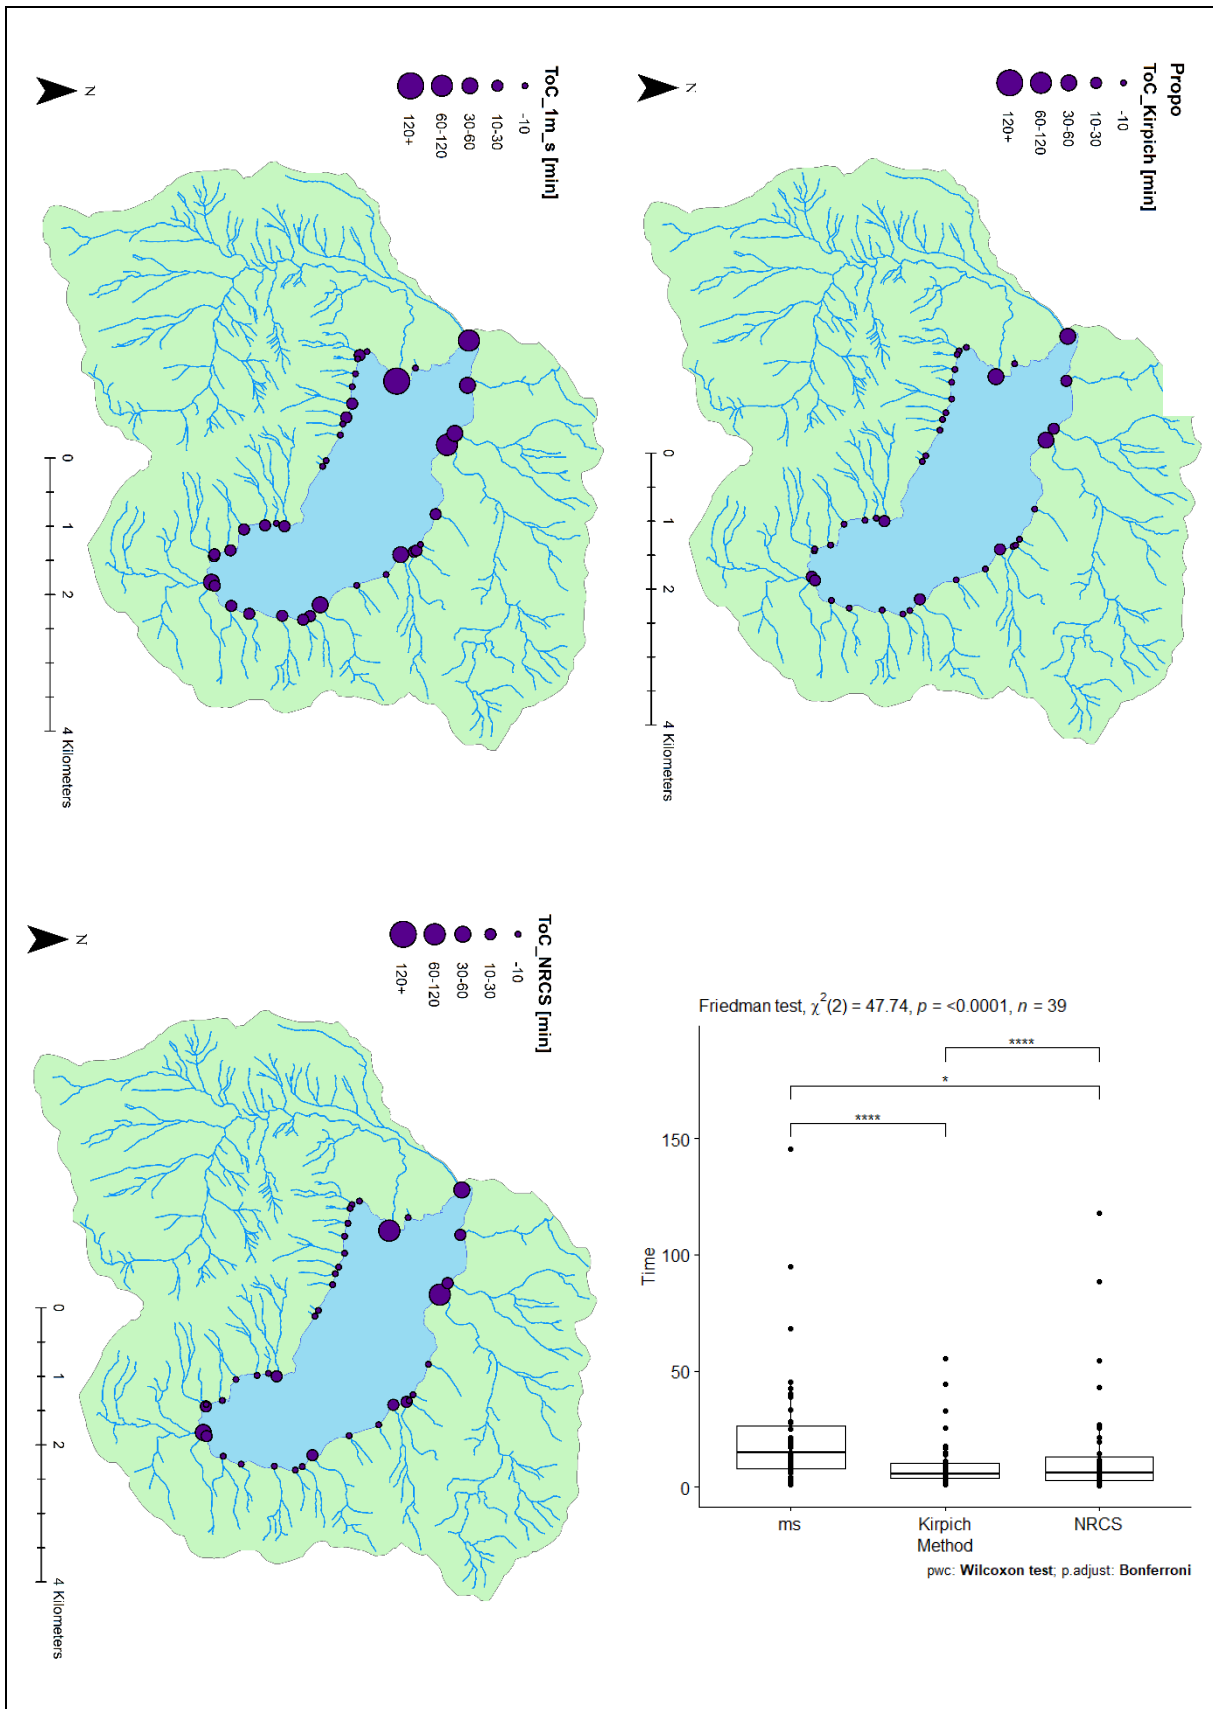 ToC_1m_s [min]
-10
10-30
30-60
60-120
120+
N
0
1
2
4 Kilometers
Propo
ToC_Kirpich [min]
-10
10-30
30-60
60-120
120+
N
0
1
2
4 Kilometers
ToC_NRCS [min]
-10
10-30
30-60
60-120
120+
N
0
1
2
4 Kilometers
Friedman test, χ²(2) = 47.74, p = <0.0001, n = 39
****
*
****
150
100
50
0
Time
ms
Kirpich
NRCS
Method
pwc: Wilcoxon test; p.adjust: Bonferroni